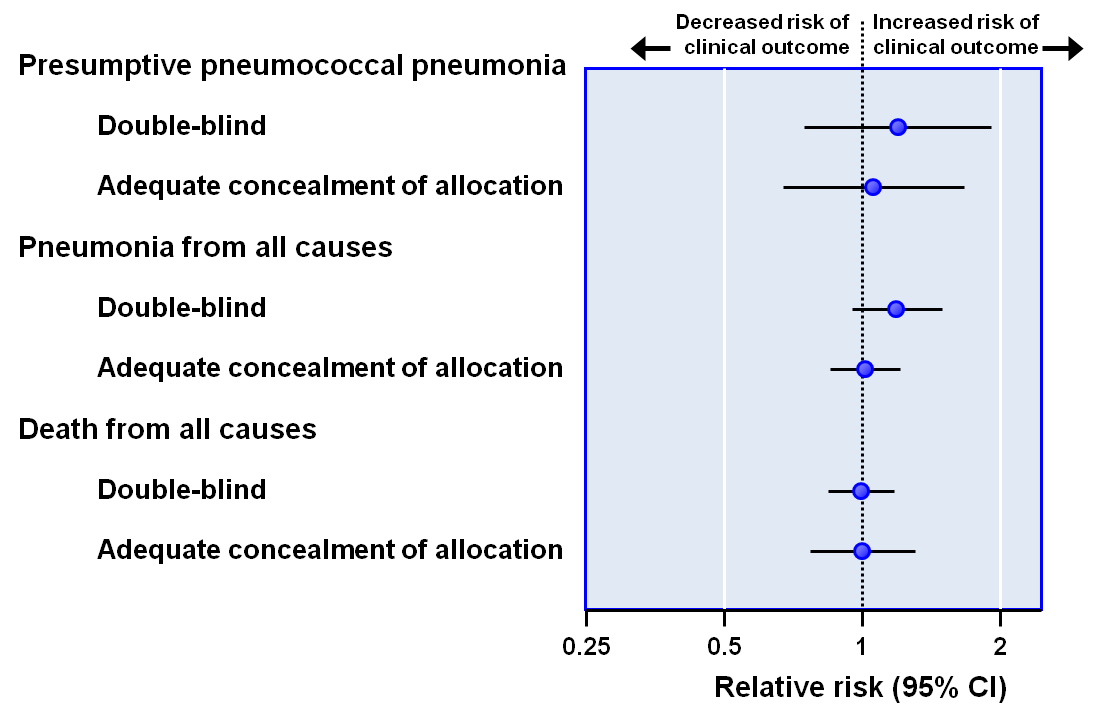 Decreased risk of
clinical outcome
Increased risk of
clinical outcome
Presumptive pneumococcal pneumonia
Double-blind
Adequate concealment of allocation
Pneumonia from all causes
Double-blind
Adequate concealment of allocation
Death from all causes
Double-blind
Adequate concealment of allocation
0.25 0.5 1 2
Relative risk (95% CI)